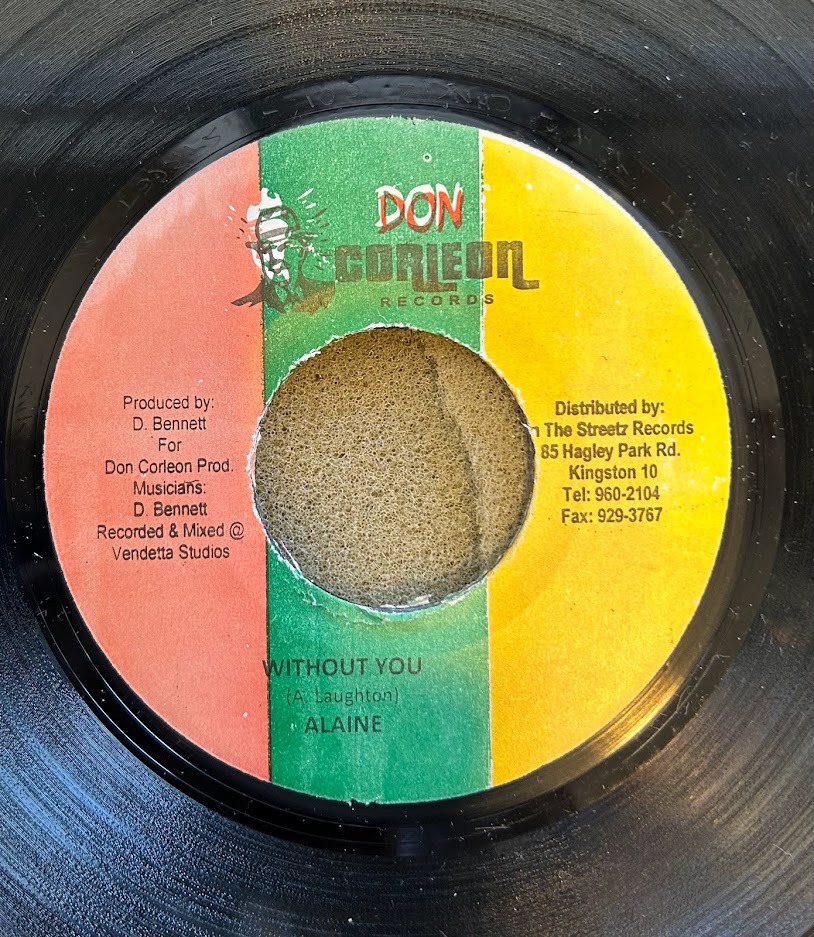 DON
CORLEON
RECORDS
Produced by:
D. Bennett
For
Don Corleon Prod.
Musicians:
D. Bennett
Recorded & Mixed @
Vendetta Studios
Distributed by:
The Streetz Records
85 Hagley Park Rd.
Kingston 10
Tel: 960-2104
Fax: 929-3767
WITHOUT YOU
(A. Laughton)
ALAINE